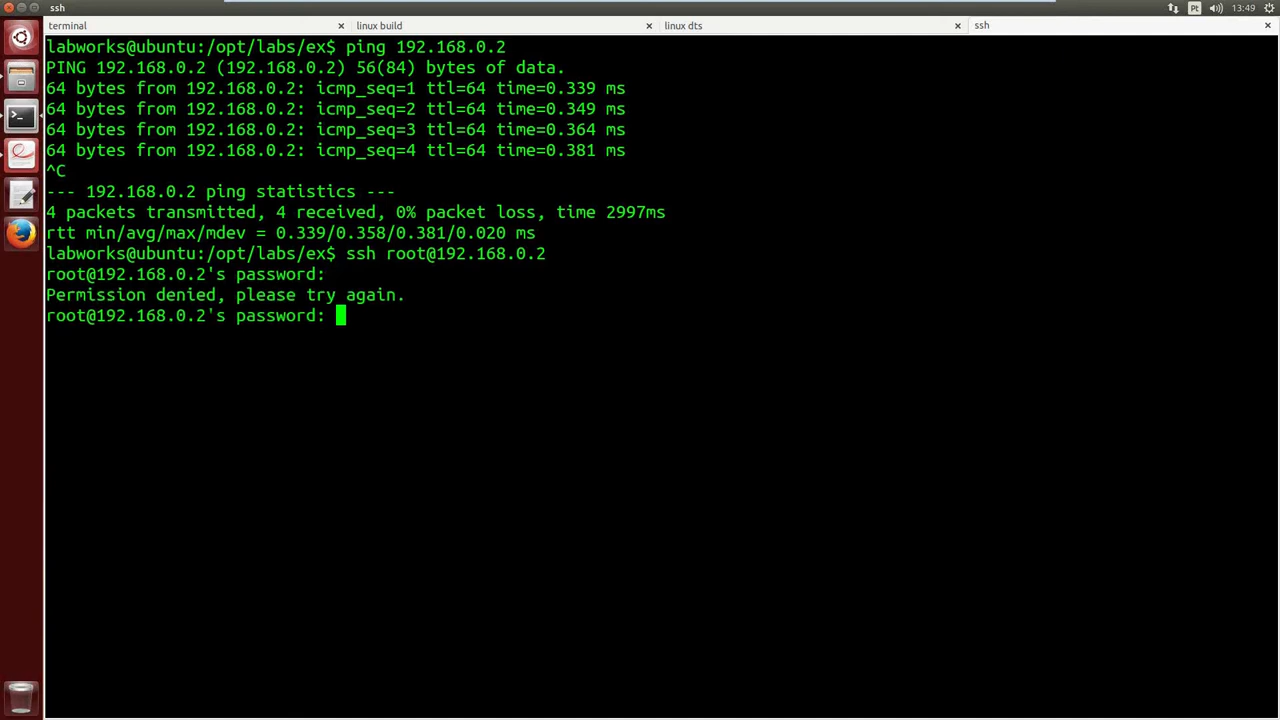 ssh
Pt
13:49
terminal
linux build
linux dts
ssh
labworks@ubuntu:/opt/labs/ex$ ping 192.168.0.2
PING 192.168.0.2 (192.168.0.2) 56(84) bytes of data.
64 bytes from 192.168.0.2: icmp_seq=1 ttl=64 time=0.339 ms
64 bytes from 192.168.0.2: icmp_seq=2 ttl=64 time=0.349 ms
64 bytes from 192.168.0.2: icmp_seq=3 ttl=64 time=0.364 ms
64 bytes from 192.168.0.2: icmp_seq=4 ttl=64 time=0.381 ms
^C
--- 192.168.0.2 ping statistics ---
4 packets transmitted, 4 received, 0% packet loss, time 2997ms
rtt min/avg/max/mdev = 0.339/0.358/0.381/0.020 ms
labworks@ubuntu:/opt/labs/ex$ ssh root@192.168.0.2
root@192.168.0.2's password:
Permission denied, please try again.
root@192.168.0.2's password: